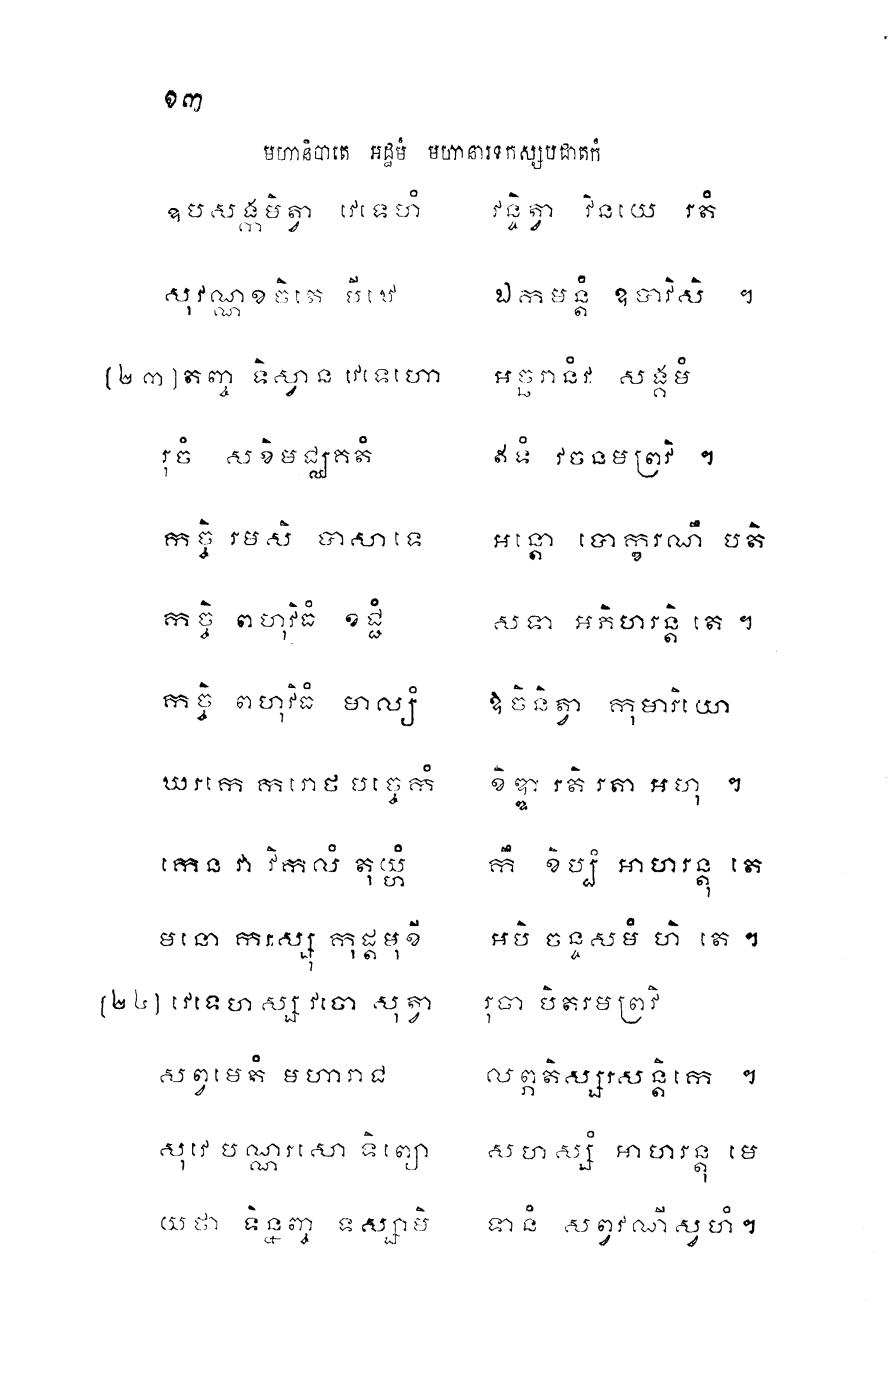 ១៣
មហានិបាតេ អដ្ឋមំ មហានារទកស្សបជាតកំ
ឧបសង្កមិត្វា វេទេហំ វន្ទិត្វា វិនយេ រតំ
សុវណ្ណខចិតេ បីឋេ ឯកមន្តំ ឧបាវិសិ ។
(២៣) តញ្ច ទិស្វាន វេទេហោ អច្ឆរានំវ សង្គមំ
រុចំ សខិមជ្ឈគតំ ឥទំ វចនមព្រវិ ។
កច្ចិ រមសិ បាសាទេ អន្តោ បោក្ខរណឹ បតិ
កច្ចិ ពហុវិធំ ខជ្ជំ សទា អភិហរន្តិ តេ ។
កច្ចិ ពហុវិធំ មាល្យំ ឱចិនិត្វា កុមារិយោ
ឃរកេ ករោថ បច្ចេកំ ខិឌ្ឌា រតិរតា អហុ ។
កេន វា វិកលំ តុយ្ហំ កឹ ខិប្បំ អាហរន្តុ តេ
មនោ ករស្សុ កុដ្ដមុខី អបិ ចន្ទសមំ ហិ តេ ។
(២៤) វេទេហស្ស វចោ សុត្វា រុចា បិតរមព្រវិ
សព្វមេតំ មហារាជ លព្ភតិស្សរសន្តិកេ ។
សុវេ បណ្ណរសោ ទិព្យោ សហស្សំ អាហរន្តុ មេ
យថា ទិន្នញ្ច ទស្សាមិ ទានំ សព្វវណីស្វហំ ។